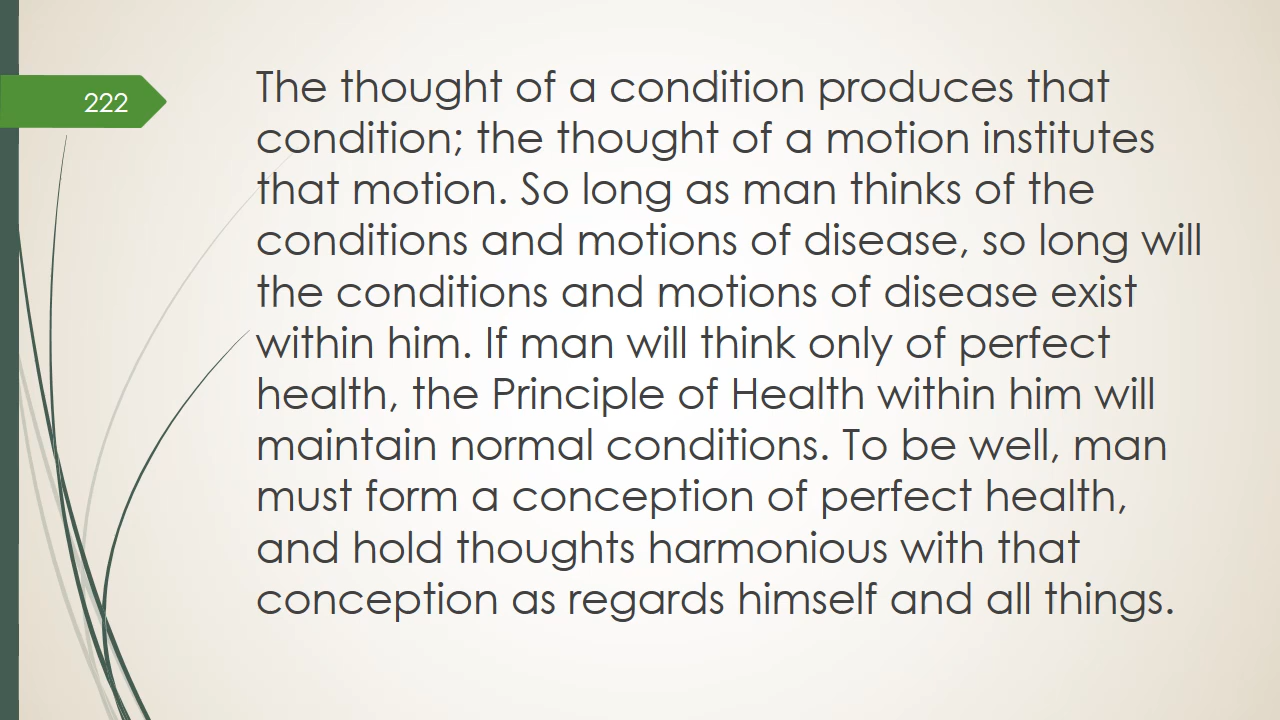 222
The thought of a condition produces that
condition; the thought of a motion institutes
that motion. So long as man thinks of the
conditions and motions of disease, so long will
the conditions and motions of disease exist
within him. If man will think only of perfect
health, the Principle of Health within him will
maintain normal conditions. To be well, man
must form a conception of perfect health,
and hold thoughts harmonious with that
conception as regards himself and all things.